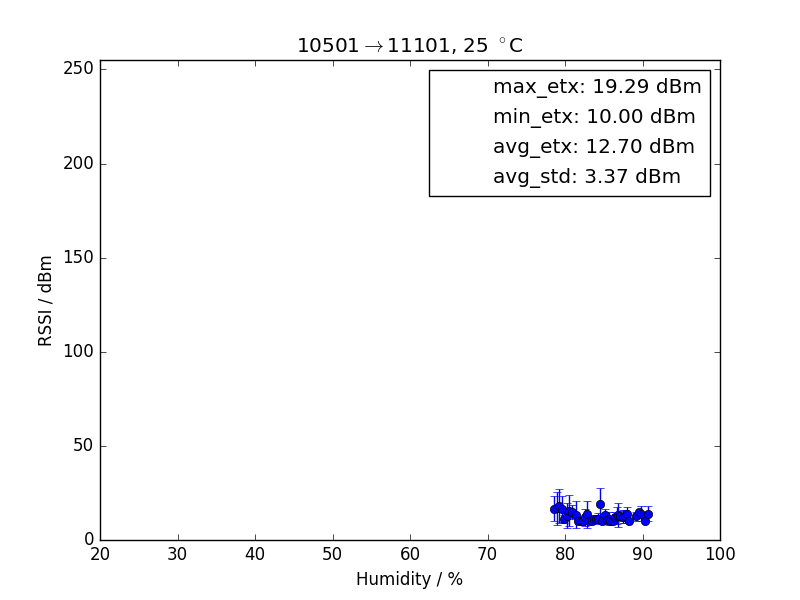 10501→11101, 25 °C
max_etx: 19.29 dBm
min_etx: 10.00 dBm
avg_etx: 12.70 dBm
avg_std: 3.37 dBm
RSSI / dBm
250
200
150
100
50
0
20 30 40 50 60 70 80 90 100
Humidity / %